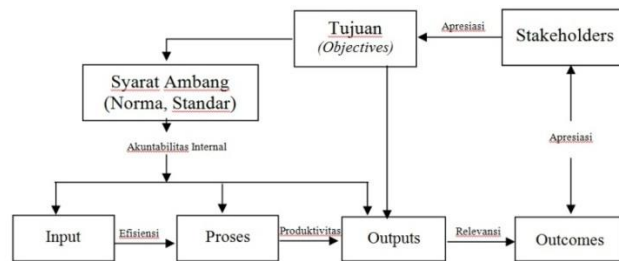 Tujuan
(Objectives)
Apresiasi
Stakeholders
Syarat Ambang
(Norma, Standar)
Akuntabilitas Internal
Apresiasi
Input
Efisiensi
Proses
Produktivitas
Outputs
Relevansi
Outcomes